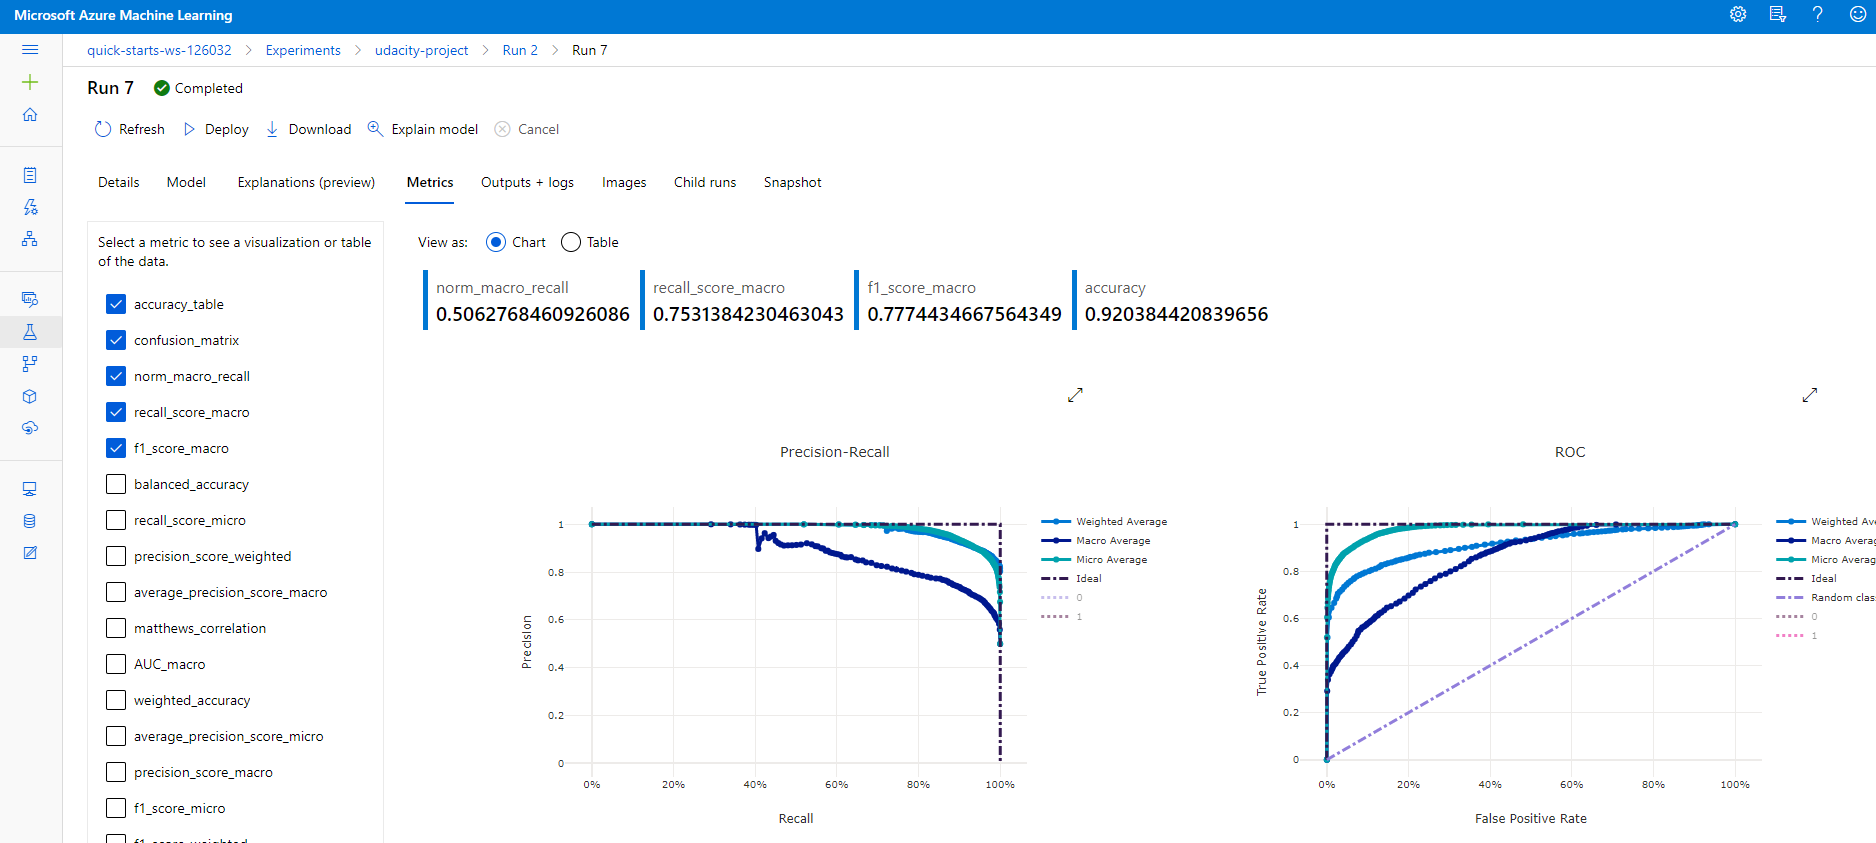 Microsoft Azure Machine Learning
quick-starts-ws-126032 > Experiments > udacity-project > Run 2 > Run 7
Run 7 Completed
Refresh Deploy Download Explain model Cancel
Details Model Explanations (preview) Metrics Outputs + logs Images Child runs Snapshot
Select a metric to see a visualization or table
of the data.
accuracy_table
confusion_matrix
norm_macro_recall
recall_score_macro
f1_score_macro
balanced_accuracy
recall_score_micro
precision_score_weighted
average_precision_score_macro
matthews_correlation
AUC_macro
weighted_accuracy
average_precision_score_micro
precision_score_macro
f1_score_micro
f1_score_weighted
View as: Chart Table
norm_macro_recall
0.5062768460926086
recall_score_macro
0.7531384230463043
f1_score_macro
0.7774434667564349
accuracy
0.920384420839656
Precision-Recall
1
0.8
0.6
0.4
0.2
0
Precision
0% 20% 40% 60% 80% 100%
Recall
Weighted Average
Macro Average
Micro Average
Ideal
0
1
ROC
1
0.8
0.6
0.4
0.2
0
True Positive Rate
0% 20% 40% 60% 80% 100%
False Positive Rate
Weighted Ave
Macro Averag
Micro Average
Ideal
Random clas
0
1